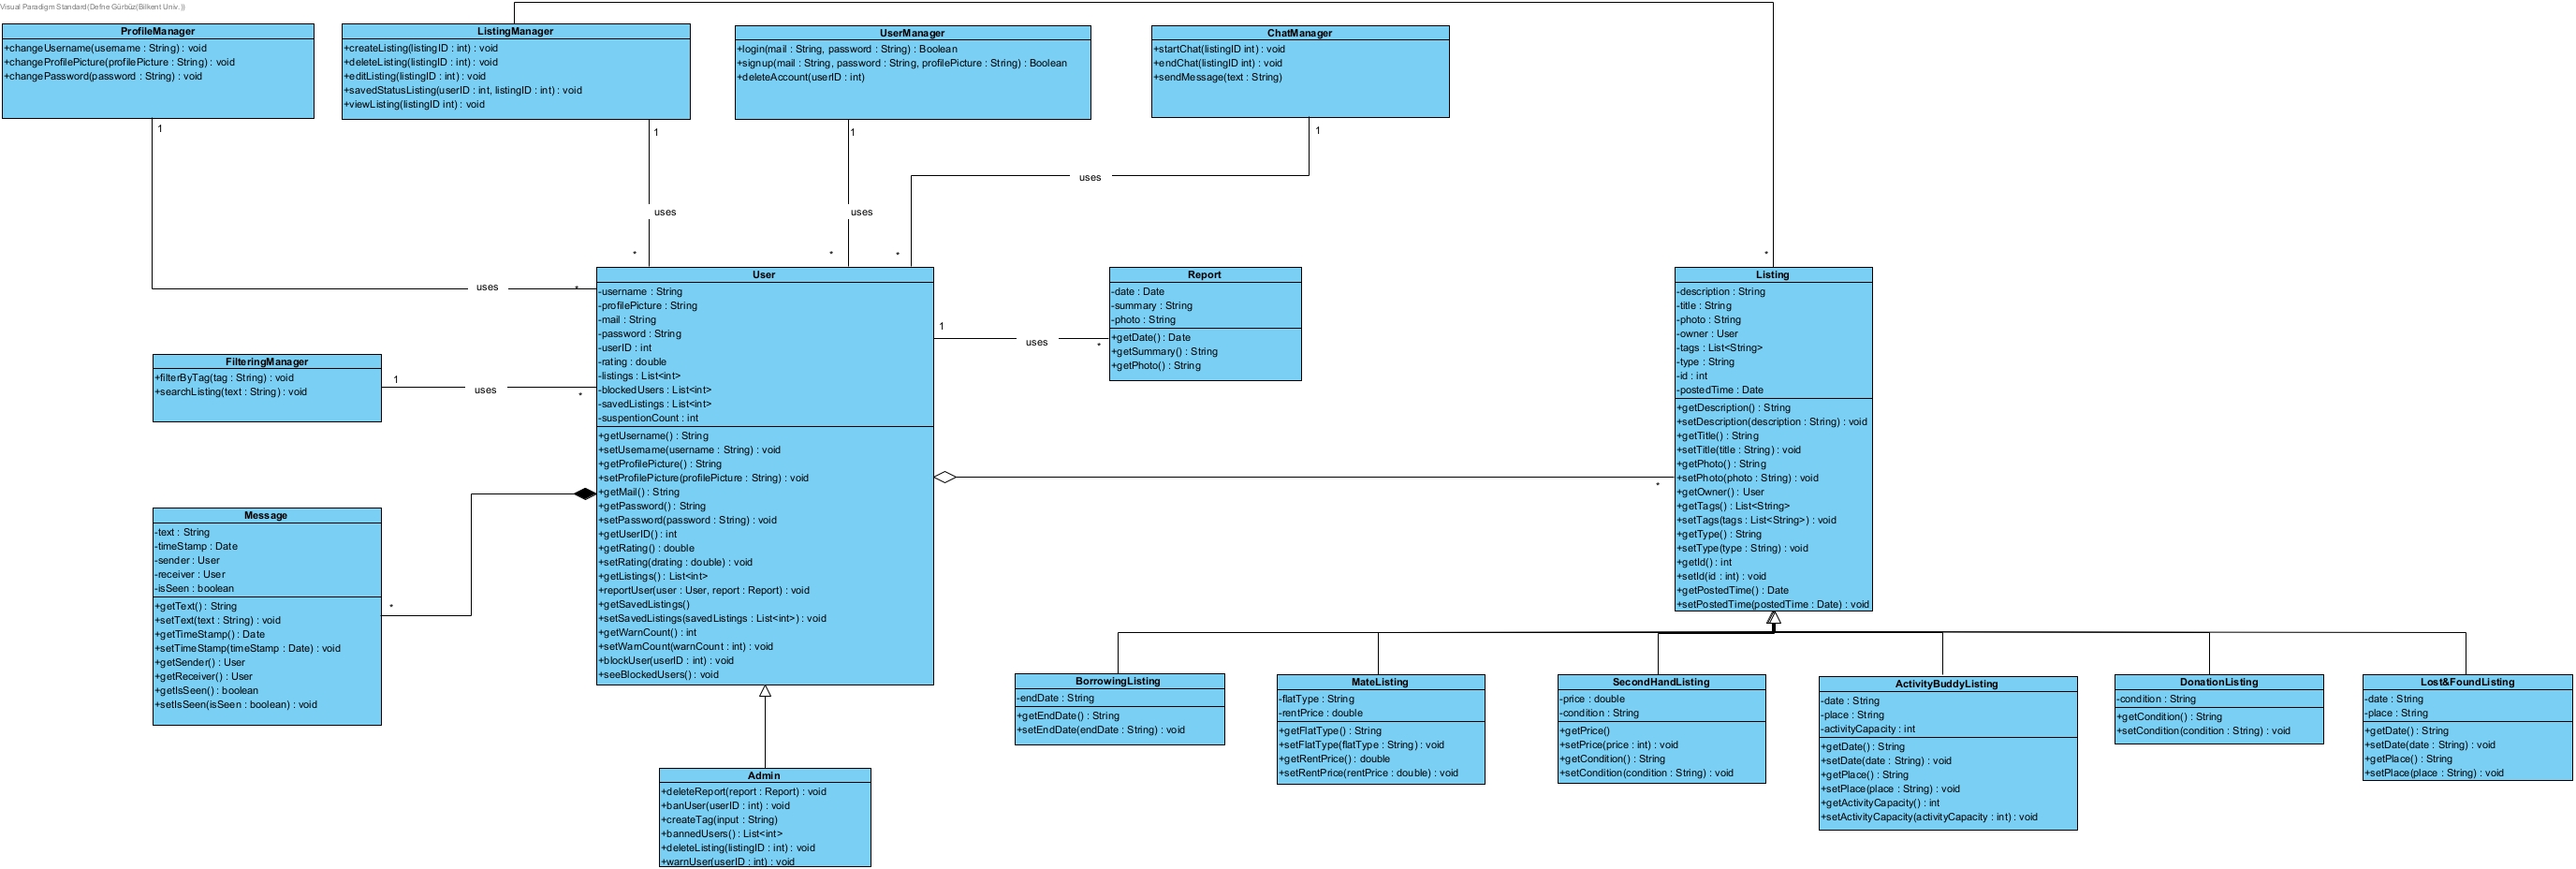 Visual Paradigm Standard(Defne Gürbüz(Bilkent Univ.))
ProfileManager
+changeUsername(username : String) : void
+changeProfilePicture(profilePicture : String) : void
+changePassword(password : String) : void
1
ListingManager
+createListing(listingID : int) : void
+deleteListing(listingID : int) : void
+editListing(listingID : int) : void
+savedStatusListing(userID : int, listingID : int) : void
+viewListing(listingID int) : void
1
UserManager
+login(mail : String, password : String) : Boolean
+signup(mail : String, password : String, profilePicture : String) : Boolean
+deleteAccount(userID : int)
1
ChatManager
+startChat(listingID int) : void
+endChat(listingID int) : void
+sendMessage(text : String)
1
uses
uses
uses
*
*
*
*
uses
*
User
-username : String
-profilePicture : String
-mail : String
-password : String
-userID : int
-rating : double
-listings : List<int>
-blockedUsers : List<int>
-savedListings : List<int>
-suspentionCount : int
+getUsername() : String
+setUsername(username : String) : void
+getProfilePicture() : String
+setProfilePicture(profilePicture : String) : void
+getMail() : String
+getPassword() : String
+setPassword(password : String) : void
+getUserID() : int
+getRating() : double
+setRating(drating : double) : void
+getListings() : List<int>
+reportUser(user : User, report : Report) : void
+getSavedListings()
+setSavedListings(savedListings : List<int>) : void
+getWarnCount() : int
+setWarnCount(warnCount : int) : void
+blockUser(userID : int) : void
+seeBlockedUsers() : void
1
uses
*
Report
-date : Date
-summary : String
-photo : String
+getDate() : Date
+getSummary() : String
+getPhoto() : String
Listing
-description : String
-title : String
-photo : String
-owner : User
-tags : List<String>
-type : String
-id : int
-postedTime : Date
+getDescription() : String
+setDescription(description : String) : void
+getTitle() : String
+setTitle(title : String) : void
+getPhoto() : String
+setPhoto(photo : String) : void
+getOwner() : User
+getTags() : List<String>
+setTags(tags : List<String>) : void
+getType() : String
+setType(type : String) : void
+getId() : int
+setId(id : int) : void
+getPostedTime() : Date
+setPostedTime(postedTime : Date) : void
*
FilteringManager
+filterByTag(tag : String) : void
+searchListing(text : String) : void
1
uses
*
Message
-text : String
-timeStamp : Date
-sender : User
-receiver : User
-isSeen : boolean
+getText() : String
+setText(text : String) : void
+getTimeStamp() : Date
+setTimeStamp(timeStamp : Date) : void
+getSender() : User
+getReceiver() : User
+getIsSeen() : boolean
+setIsSeen(isSeen : boolean) : void
*
Admin
+deleteReport(report : Report) : void
+banUser(userID : int) : void
+createTag(input : String)
+bannedUsers() : List<int>
+deleteListing(listingID : int) : void
+warnUser(userID : int) : void
BorrowingListing
-endDate : String
+getEndDate() : String
+setEndDate(endDate : String) : void
MateListing
-flatType : String
-rentPrice : double
+getFlatType() : String
+setFlatType(flatType : String) : void
+getRentPrice() : double
+setRentPrice(rentPrice : double) : void
SecondHandListing
-price : double
-condition : String
+getPrice()
+setPrice(price : int) : void
+getCondition() : String
+setCondition(condition : String) : void
ActivityBuddyListing
-date : String
-place : String
-activityCapacity : int
+getDate() : String
+setDate(date : String) : void
+getPlace() : String
+setPlace(place : String) : void
+getActivityCapacity() : int
+setActivityCapacity(activityCapacity : int) : void
DonationListing
-condition : String
+getCondition() : String
+setCondition(condition : String) : void
Lost&FoundListing
-date : String
-place : String
+getDate() : String
+setDate(date : String) : void
+getPlace() : String
+setPlace(place : String) : void